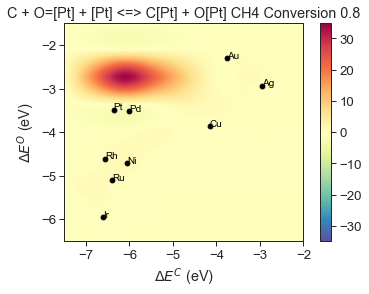 C + O=[Pt] + [Pt] <=> C[Pt] + O[Pt] CH4 Conversion 0.8
−2
−3
−4
−5
−6
ΔE^O (eV)
Au
Ag
Pt
Pd
Cu
Rh
Ni
Ru
Ir
−7
−6
−5
−4
−3
−2
ΔE^C (eV)
30
20
10
0
−10
−20
−30